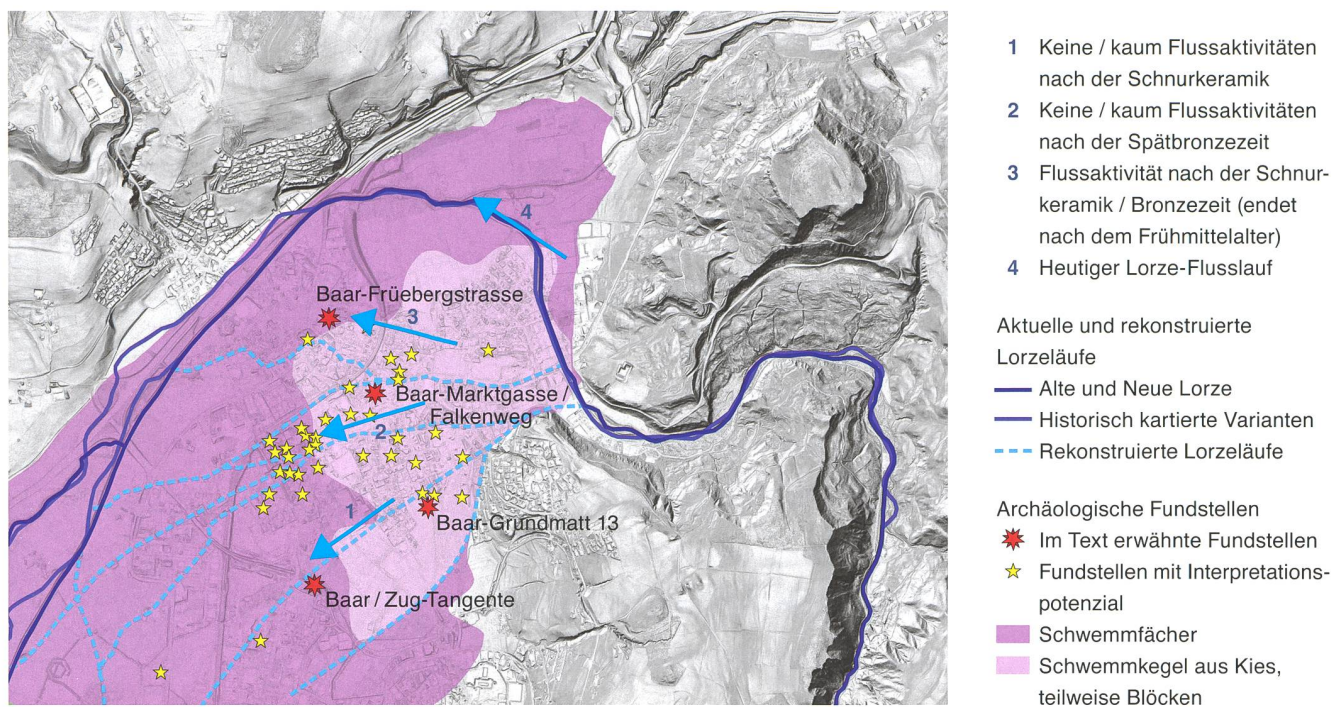 4
Baar-Früebergstrasse
3
Baar-Marktgasse /
Falkenweg
2
1
Baar-Grundmatt 13
Baar / Zug-Tangente
1 Keine / kaum Flussaktivitäten
nach der Schnurkeramik
2 Keine / kaum Flussaktivitäten
nach der Spätbronzezeit
3 Flussaktivität nach der Schnur-
keramik / Bronzezeit (endet
nach dem Frühmittelalter)
4 Heutiger Lorze-Flusslauf
Aktuelle und rekonstruierte
Lorzeläufe
Alte und Neue Lorze
Historisch kartierte Varianten
Rekonstruierte Lorzeläufe
Archäologische Fundstellen
Im Text erwähnte Fundstellen
Fundstellen mit Interpretations-
potenzial
Schwemmfächer
Schwemmkegel aus Kies,
teilweise Blöcken